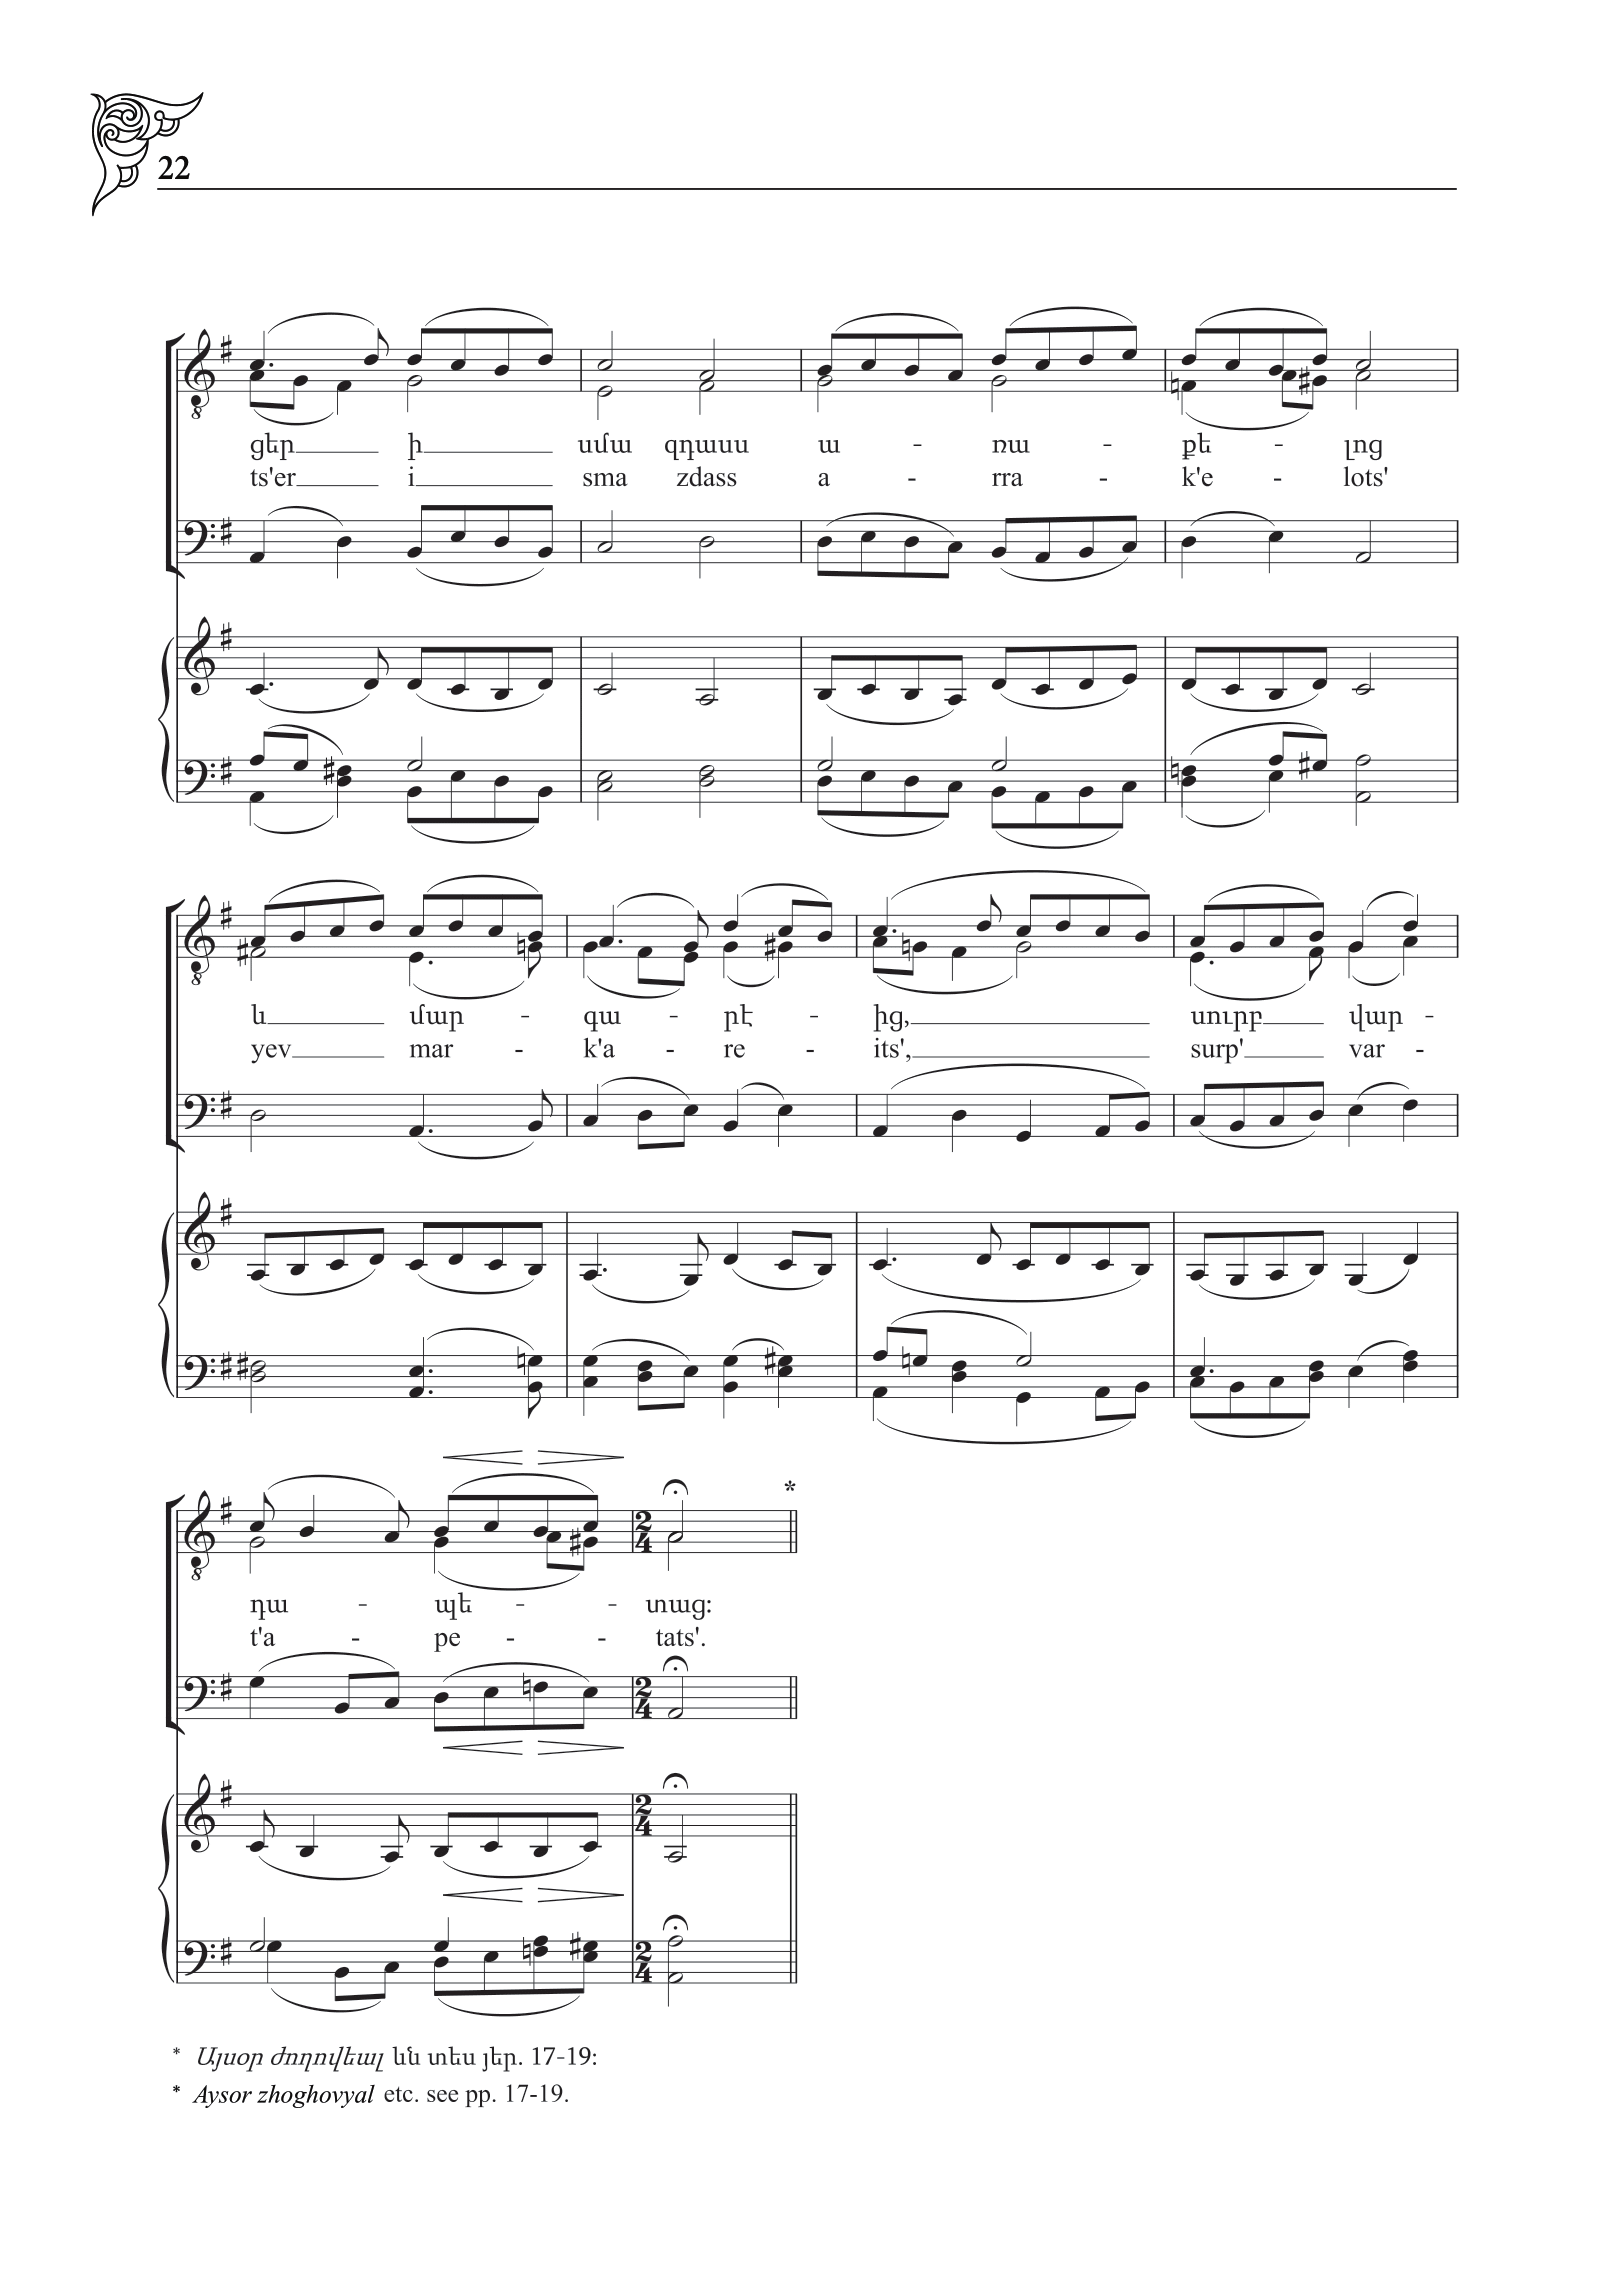 22
ցեր ի սմա զդասս ա - ռա - քե - լոց
ts'er i sma zdass a - rra - k'e - lots'
և մար - գա - րէ - ից, սուրբ վար -
yev mar - k'a - re - its', surp' var -
դա - պե - - տաց:
t'a - pe - - tats'.
* Այսօր ժողովեալ ևն տես յեր. 17-19:
* Aysor zhoghovyal etc. see pp. 17-19.